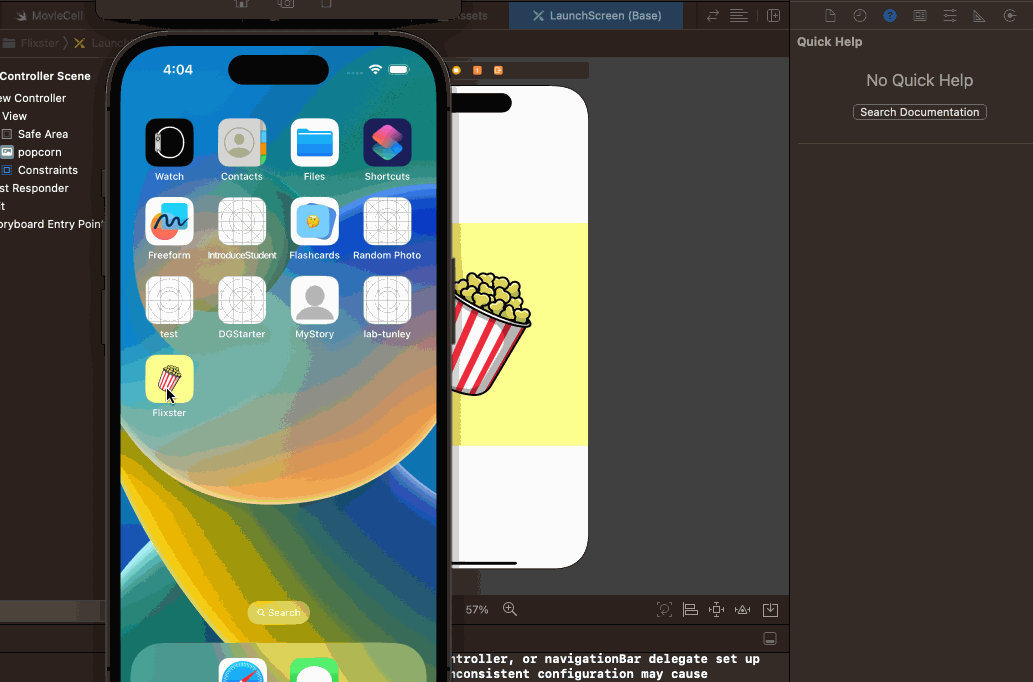 MovieCell
ssets
LaunchScreen (Base)
Flixster
Launch
Controller Scene
ew Controller
View
Safe Area
popcorn
Constraints
st Responder
t
oryboard Entry Poin
4:04
Watch
Contacts
Files
Shortcuts
Freeform
IntroduceStudent
Flashcards
Random Photo
test
DGStarter
MyStory
lab-tunley
Flixster
Search
57%
ntroller, or navigationBar delegate set up
nconsistent configuration may cause
Quick Help
No Quick Help
Search Documentation